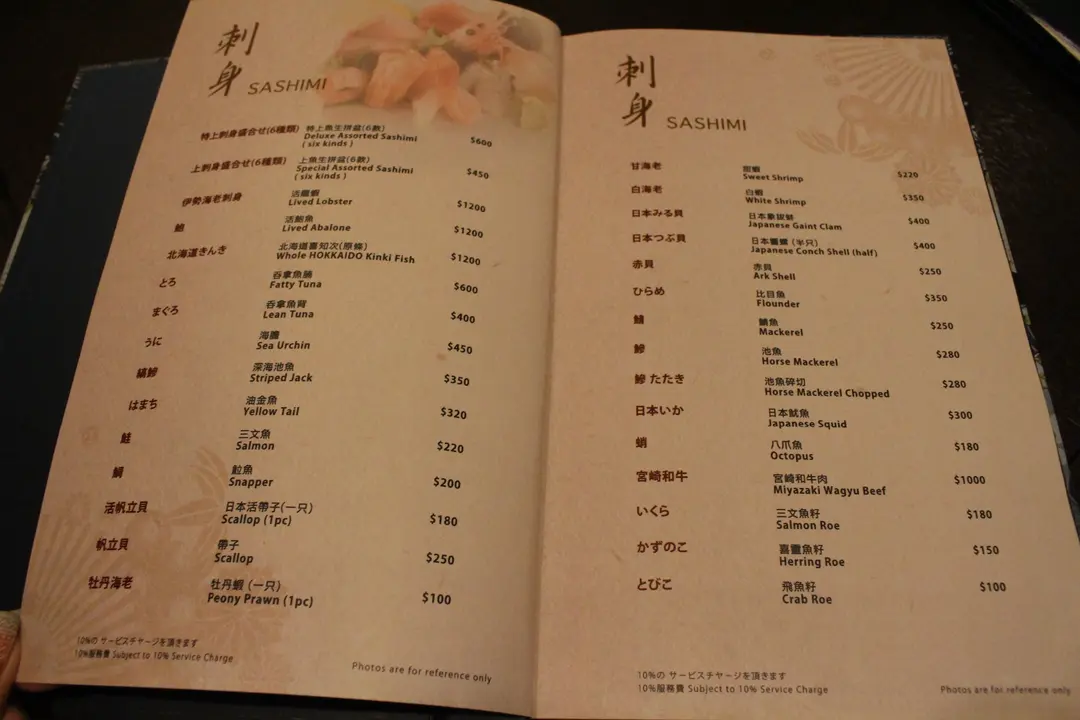 刺身 SASHIMI
特上刺身盛合せ(6種類) 特上魚生拼盆(6款) $600
Deluxe Assorted Sashimi
( six kinds )
上刺身盛合せ(6種類) 上魚生拼盆(6款) $450
Special Assorted Sashimi
( six kinds )
伊勢海老刺身 活龍蝦 $1200
Lived Lobster
鮑 活鮑魚 $1200
Lived Abalone
北海道きんき 北海道喜知次(原條) $1200
Whole HOKKAIDO Kinki Fish
とろ 吞拿魚腩 $600
Fatty Tuna
まぐろ 吞拿魚背 $400
Lean Tuna
うに 海膽 $450
Sea Urchin
縞鯵 深海池魚 $350
Striped Jack
はまち 油金魚 $320
Yellow Tail
鮭 三文魚 $220
Salmon
鯛 䱽魚 $200
Snapper
活帆立貝 日本活帶子(一只) $180
Scallop (1pc)
帆立貝 帶子 $250
Scallop
牡丹海老 牡丹蝦 (一只) $100
Peony Prawn (1pc)
10%の サービスチャージを頂きます
10%服務費 Subject to 10% Service Charge
Photos are for reference only
刺身 SASHIMI
甘海老 甜蝦 $220
Sweet Shrimp
白海老 白蝦 $350
White Shrimp
日本みる貝 日本象拔蚌 $400
Japanese Gaint Clam
日本つぶ貝 日本響螺 (半只) $400
Japanese Conch Shell (half)
赤貝 赤貝 $250
Ark Shell
ひらめ 比目魚 $350
Flounder
鯖 鯖魚 $250
Mackerel
鯵 池魚 $280
Horse Mackerel
鯵 たたき 池魚碎切 $280
Horse Mackerel Chopped
日本いか 日本魷魚 $300
Japanese Squid
蛸 八爪魚 $180
Octopus
宮崎和牛 宮崎和牛肉 $1000
Miyazaki Wagyu Beef
いくら 三文魚籽 $180
Salmon Roe
かずのこ 喜靈魚籽 $150
Herring Roe
とびこ 飛魚籽 $100
Crab Roe
10%の サービスチャージを頂きます
10%服務費 Subject to 10% Service Charge
Photos are for reference only